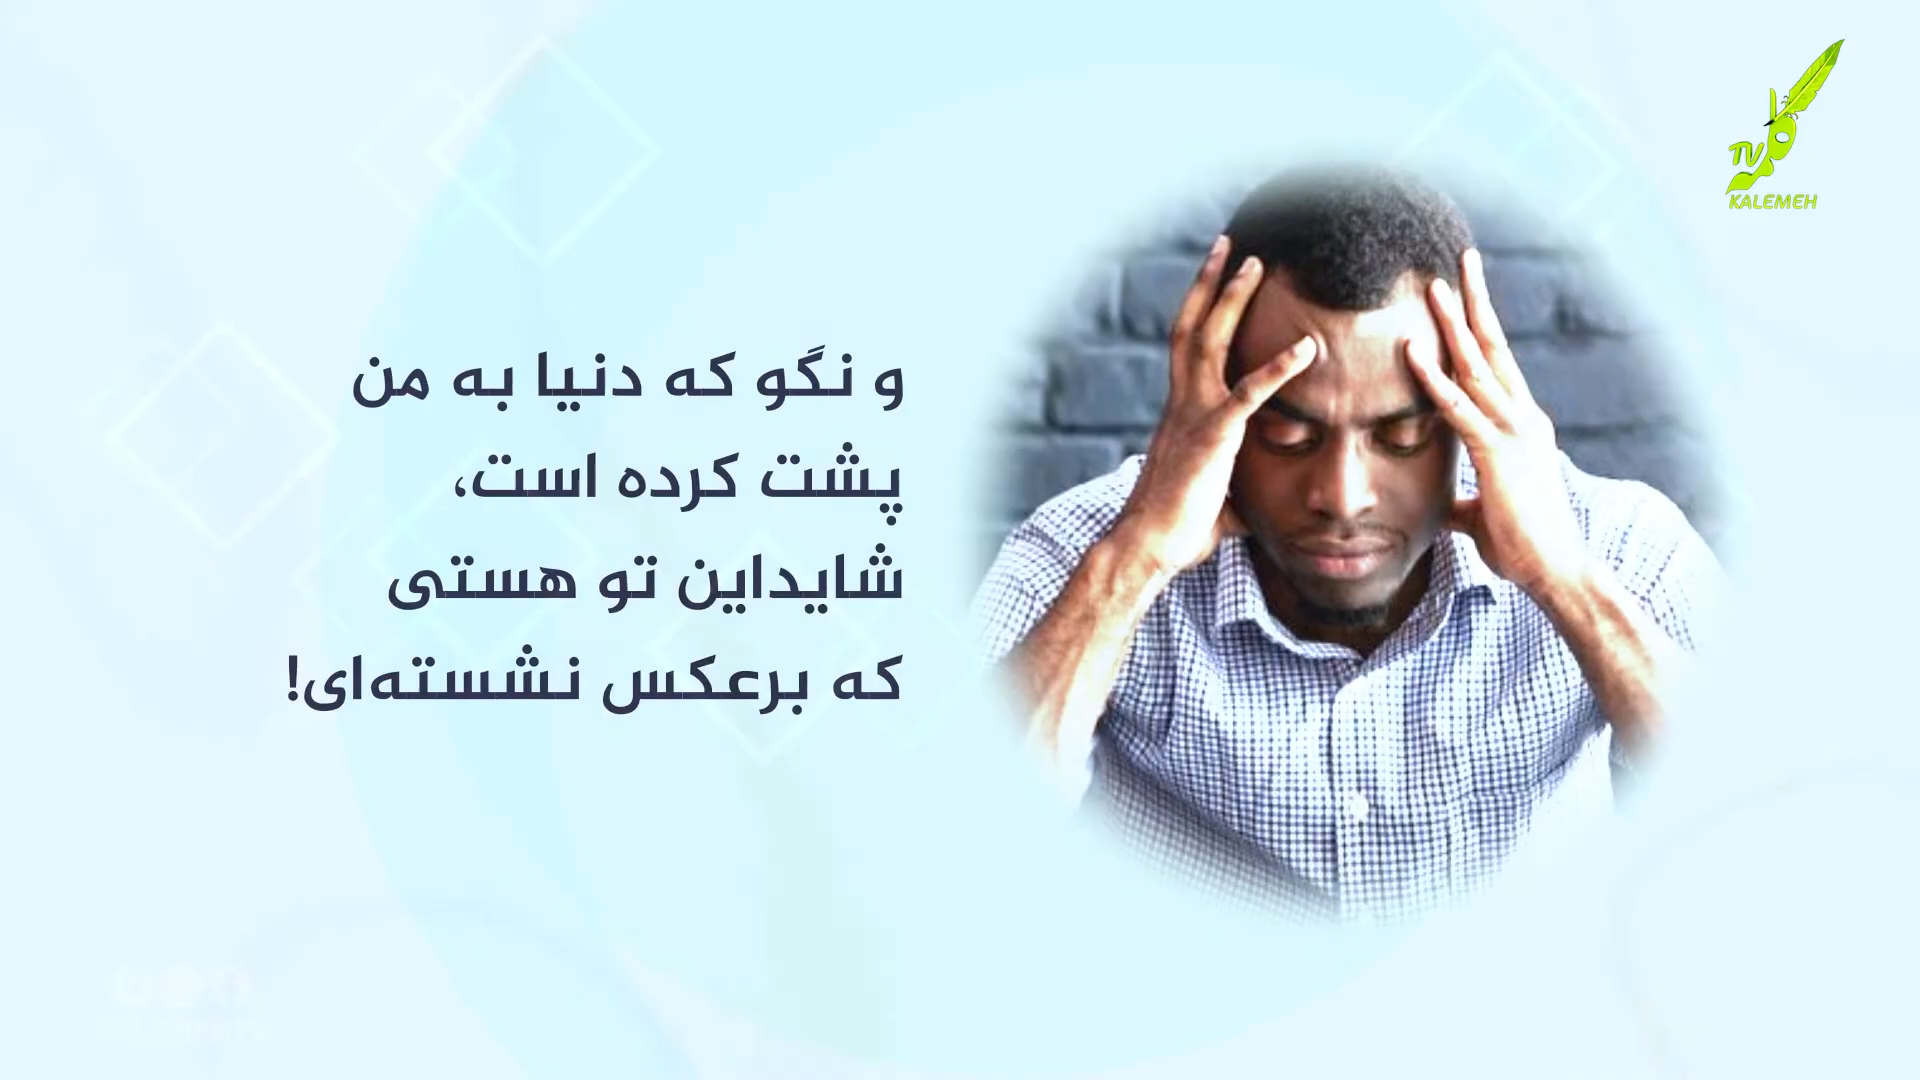 و نگو که دنیا به من
پشت کرده است،
شایداین تو هستی
که برعکس نشسته‌ای!
TV
KALEMEH